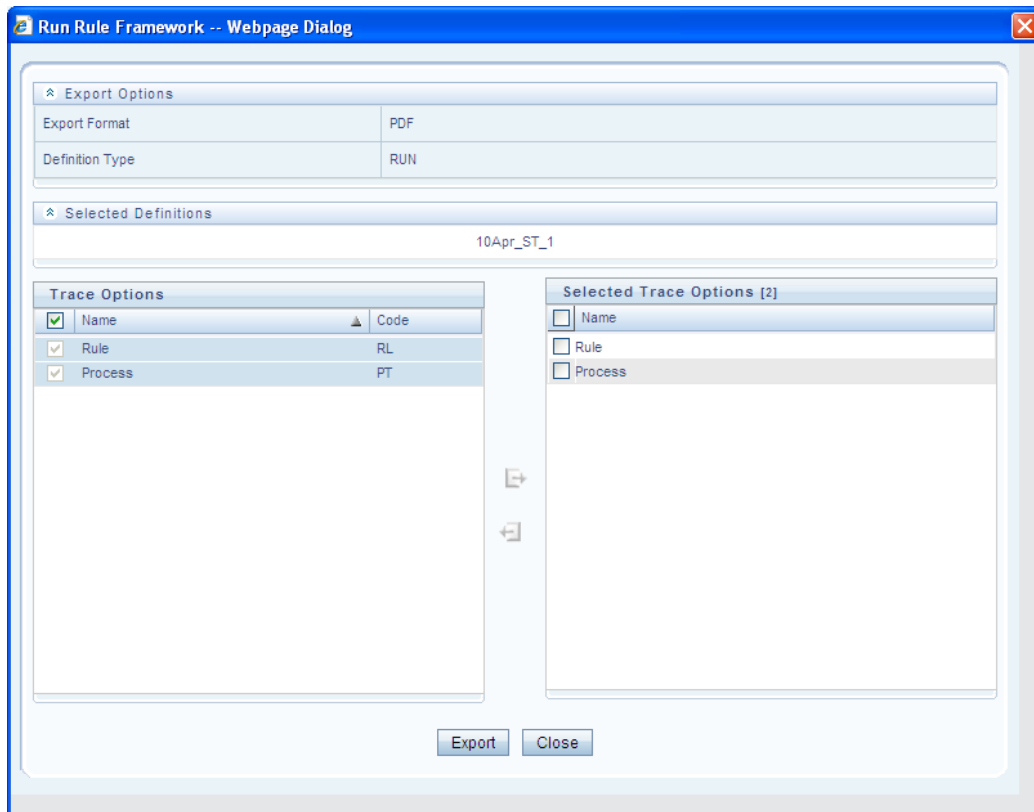 Run Rule Framework -- Webpage Dialog
Export Options
Export Format PDF
Definition Type RUN
Selected Definitions
10Apr_ST_1
Trace Options
Name Code
Rule RL
Process PT
Selected Trace Options [2]
Name
Rule
Process
Export Close